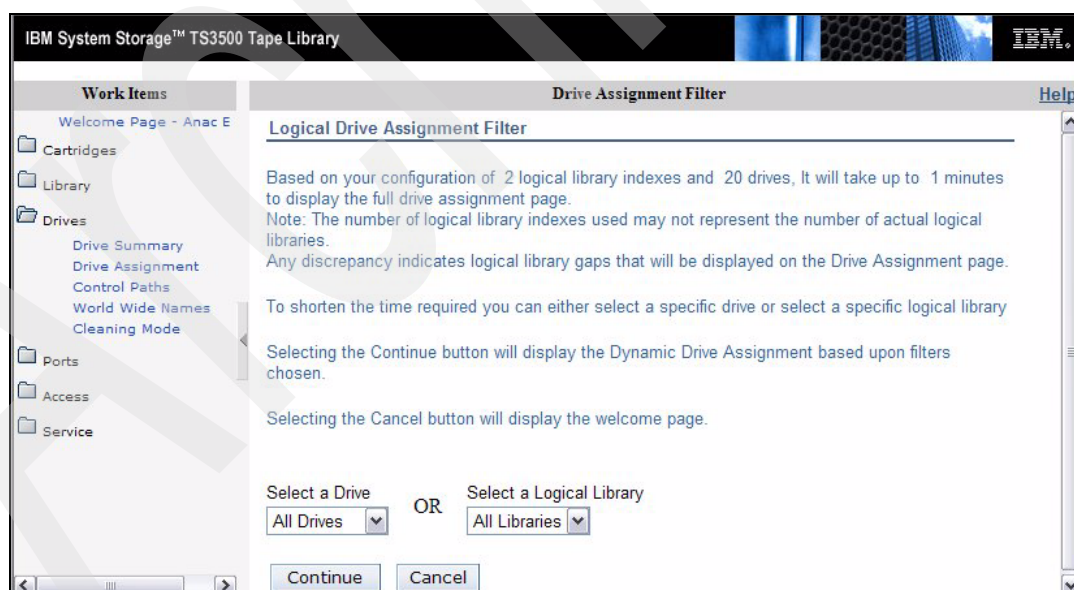 IBM System Storage™ TS3500 Tape Library
IBM.
Work Items
Drive Assignment Filter
Help
Welcome Page - Anac E
Cartridges
Library
Drives
Drive Summary
Drive Assignment
Control Paths
World Wide Names
Cleaning Mode
Ports
Access
Service
Logical Drive Assignment Filter
Based on your configuration of 2 logical library indexes and 20 drives, It will take up to 1 minutes
to display the full drive assignment page.
Note: The number of logical library indexes used may not represent the number of actual logical
libraries.
Any discrepancy indicates logical library gaps that will be displayed on the Drive Assignment page.
To shorten the time required you can either select a specific drive or select a specific logical library
Selecting the Continue button will display the Dynamic Drive Assignment based upon filters
chosen.
Selecting the Cancel button will display the welcome page.
Select a Drive
OR
Select a Logical Library
All Drives
All Libraries
Continue
Cancel